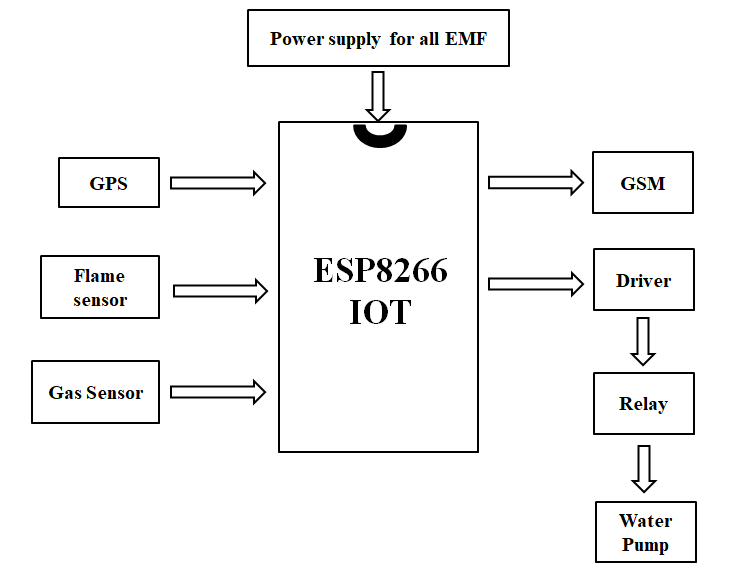 Power supply for all EMF
GPS
Flame
sensor
Gas Sensor
ESP8266
IOT
GSM
Driver
Relay
Water
Pump